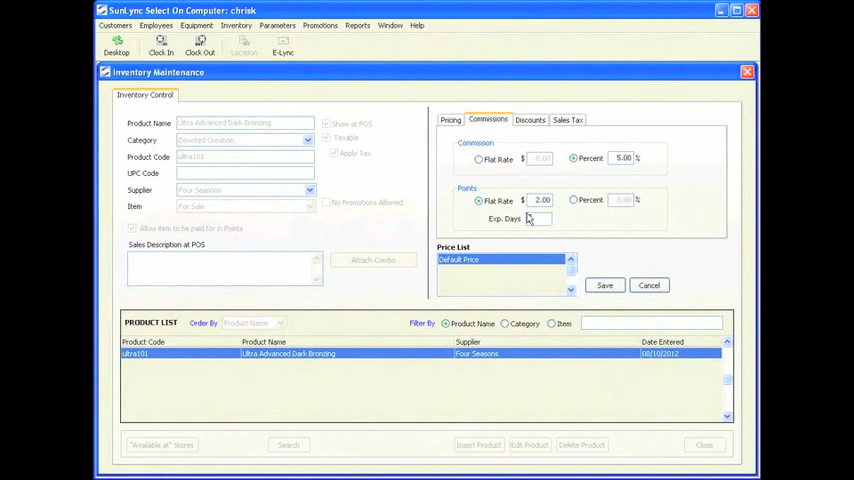 SunLync Select On Computer: chrisk
Customers Employees Equipment Inventory Parameters Promotions Reports Window Help
Desktop Clock In Clock Out Location E-Lync
Inventory Maintenance
Inventory Control
Product Name Ultra Advanced Dark Bronzing Show at POS
Category Devoted Creation Taxable
Product Code ultra101 Apply Tax
UPC Code
Supplier Four Seasons
Item For Sale No Promotions Allowed
Allow item to be paid for in Points
Sales Description at POS
Attach Combo
Pricing Commissions Discounts Sales Tax
Commission
Flat Rate $ 0.00 Percent 5.00 %
Points
Flat Rate $ 2.00 Percent 0.00 %
Exp. Days
Price List
Default Price
Save Cancel
PRODUCT LIST Order By Product Name Filter By Product Name Category Item
Product Code Product Name Supplier Date Entered
ultra101 Ultra Advanced Dark Bronzing Four Seasons 08/10/2012
"Available at" Stores Search Insert Product Edit Product Delete Product Close